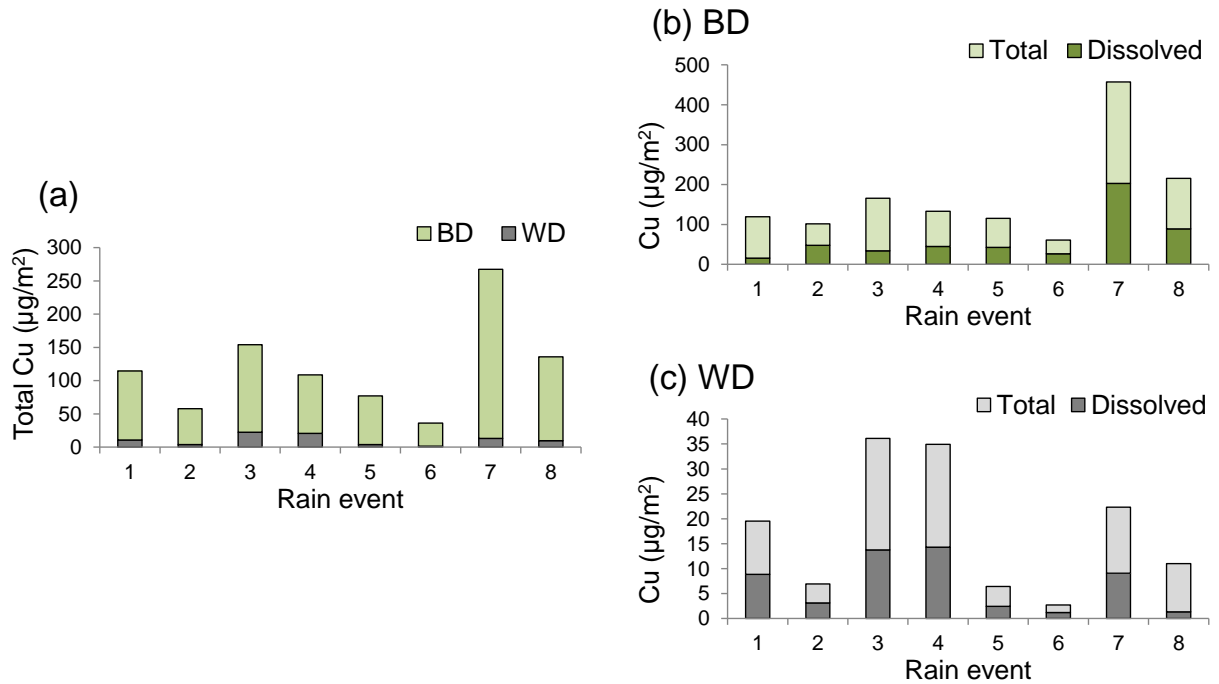 (a)
BD WD
Total Cu (µg/m²)
300
250
200
150
100
50
0
1 2 3 4 5 6 7 8
Rain event
(b) BD
Total Dissolved
Cu (µg/m²)
500
400
300
200
100
0
1 2 3 4 5 6 7 8
Rain event
(c) WD
Total Dissolved
Cu (µg/m²)
40
35
30
25
20
15
10
5
0
1 2 3 4 5 6 7 8
Rain event